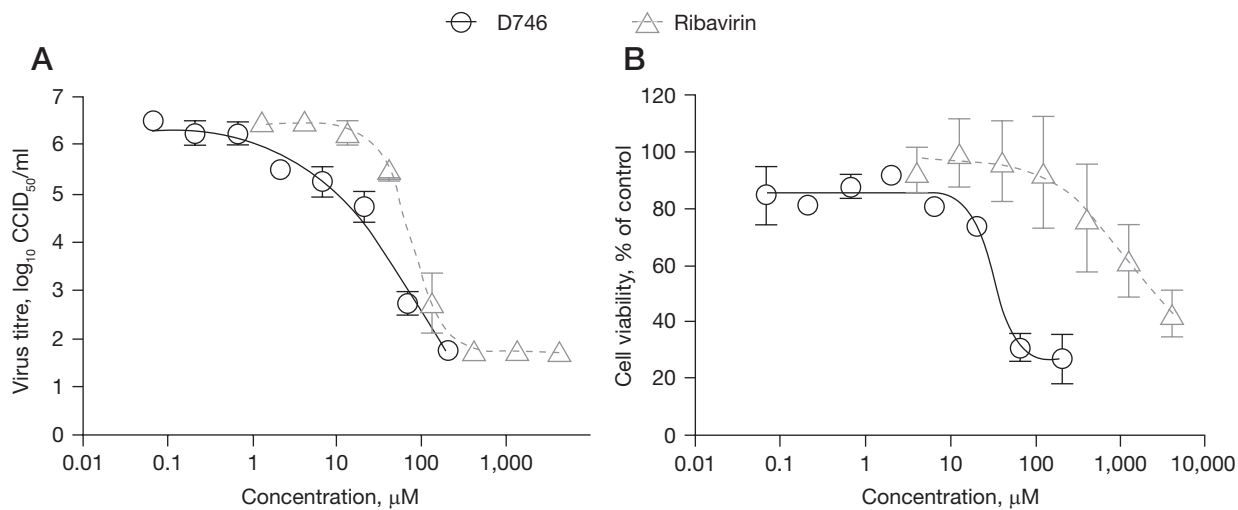 D746 Ribavirin
A
7
6
5
4
3
2
1
0
0.01 0.1 1 10 100 1,000
Concentration, μM
Virus titre, log₁₀ CCID₅₀/ml
B
120
100
80
60
40
20
0
0.01 0.1 1 10 100 1,000 10,000
Concentration, μM
Cell viability, % of control